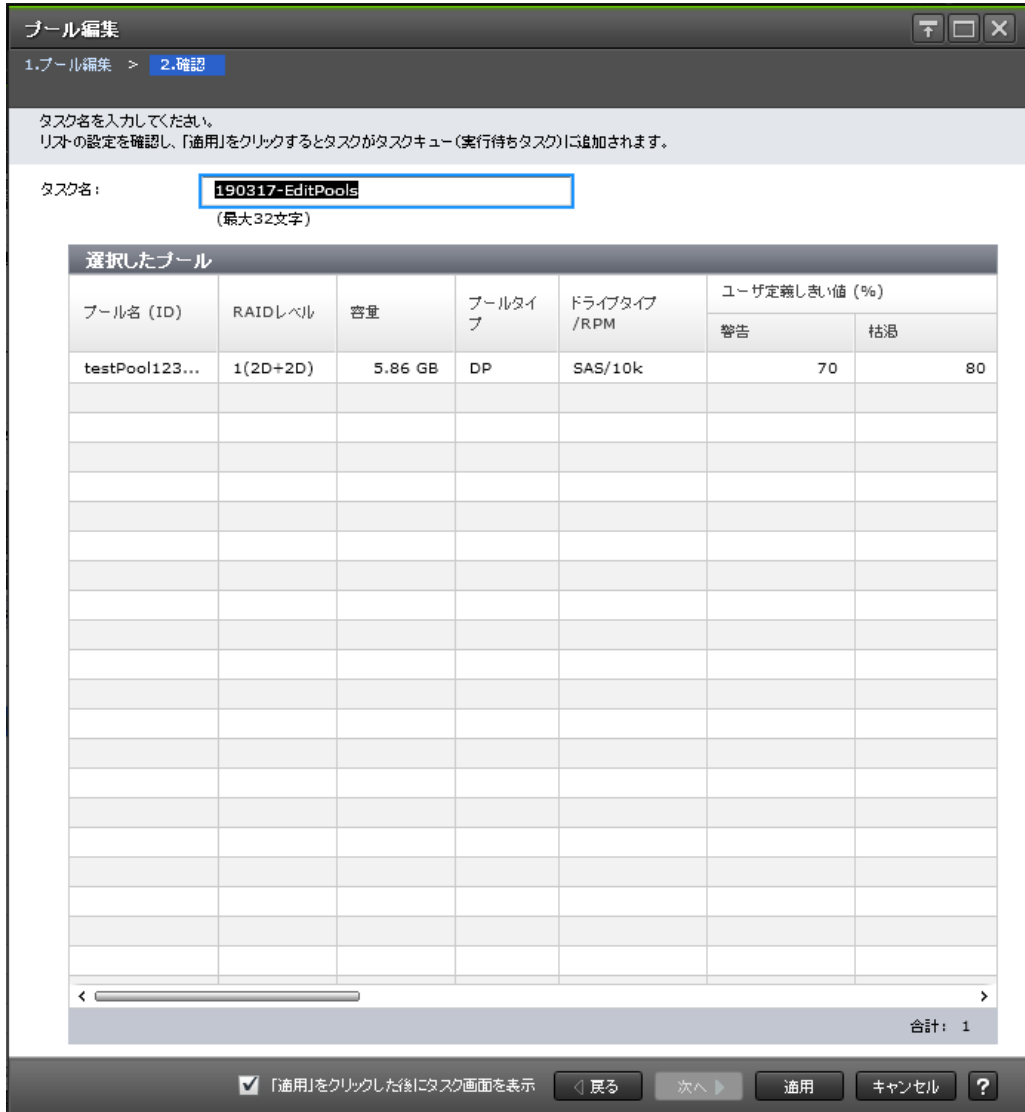 プール編集
1.プール編集 > 2.確認
タスク名を入力してください。
リストの設定を確認し、「適用」をクリックするとタスクがタスクキュー(実行待ちタスク)に追加されます。
タスク名: 190317-EditPools
(最大32文字)
選択したプール
プール名 (ID) RAIDレベル 容量 プールタイプ ドライブタイプ/RPM ユーザ定義しきい値 (%)
警告 枯渇
testPool123... 1(2D+2D) 5.86 GB DP SAS/10k 70 80
合計: 1
「適用」をクリックした後にタスク画面を表示 戻る 次へ 適用 キャンセル ?